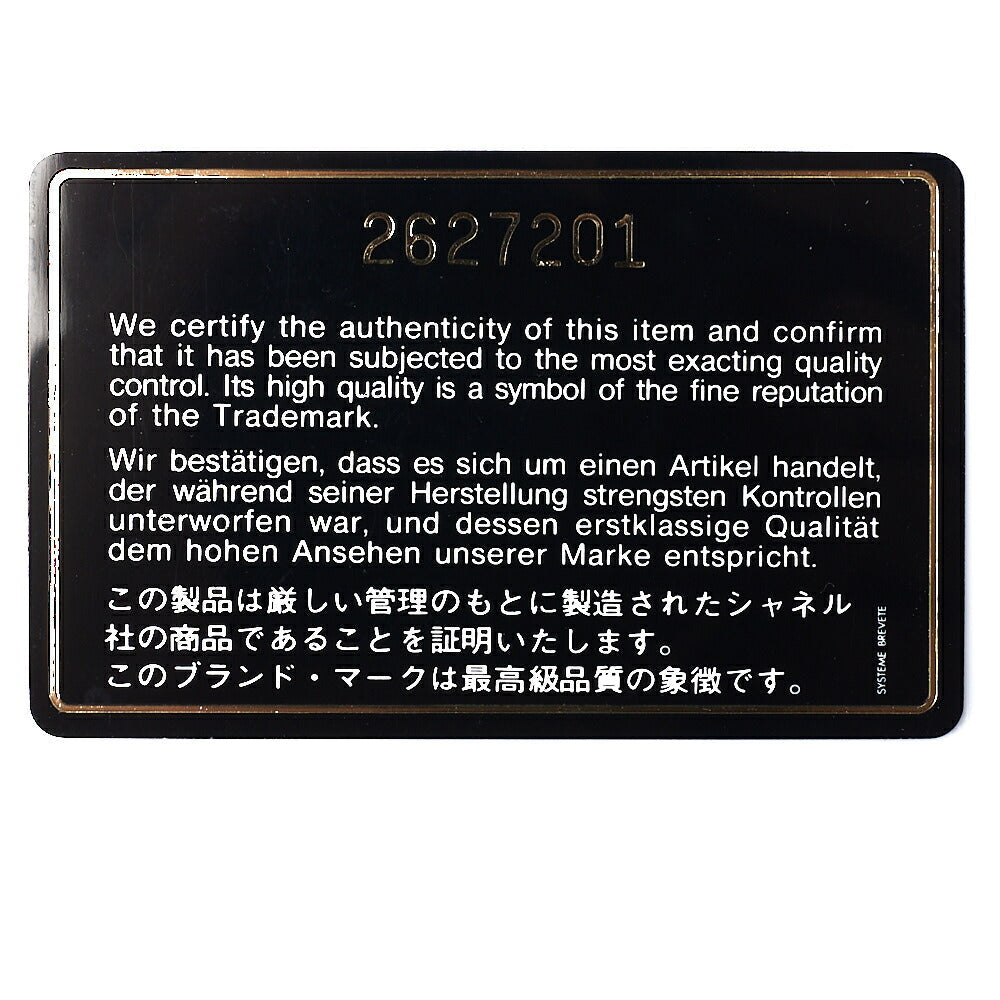 2627201
We certify the authenticity of this item and confirm
that it has been subjected to the most exacting quality
control. Its high quality is a symbol of the fine reputation
of the Trademark.
Wir bestätigen, dass es sich um einen Artikel handelt,
der während seiner Herstellung strengsten Kontrollen
unterworfen war, und dessen erstklassige Qualität
dem hohen Ansehen unserer Marke entspricht.
この製品は厳しい管理のもとに製造されたシャネル
社の商品であることを証明いたします。
このブランド・マークは最高級品質の象徴です。
SYSTEME BREVETE